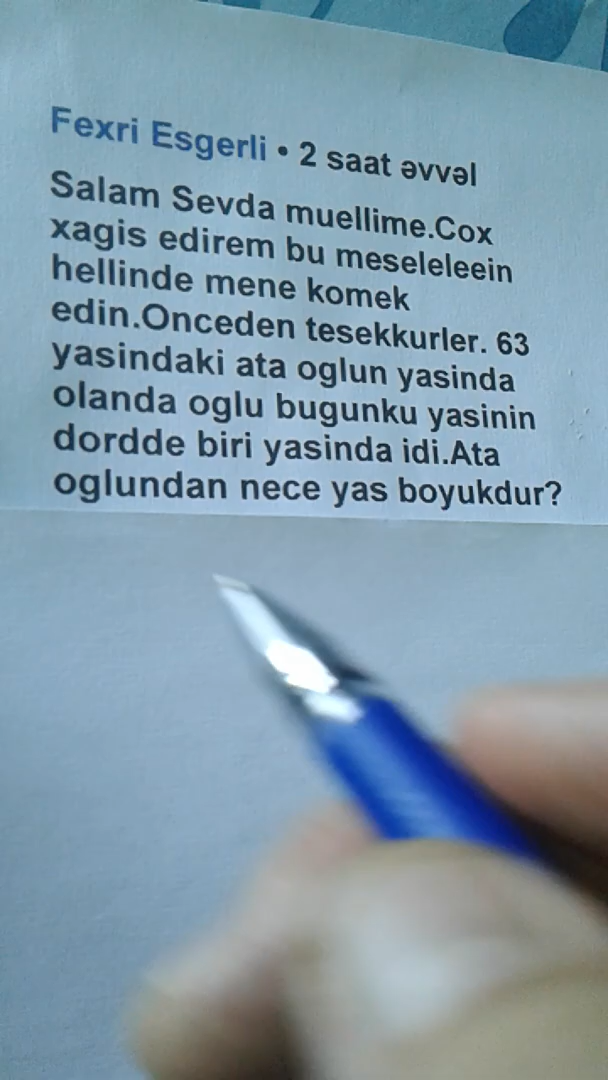 Fexri Esgerli • 2 saat əvvəl
Salam Sevda muellime.Cox
xagis edirem bu meseleleein
hellinde mene komek
edin.Onceden tesekkurler. 63
yasindaki ata oglun yasinda
olanda oglu bugunku yasinin
dordde biri yasinda idi.Ata
oglundan nece yas boyukdur?